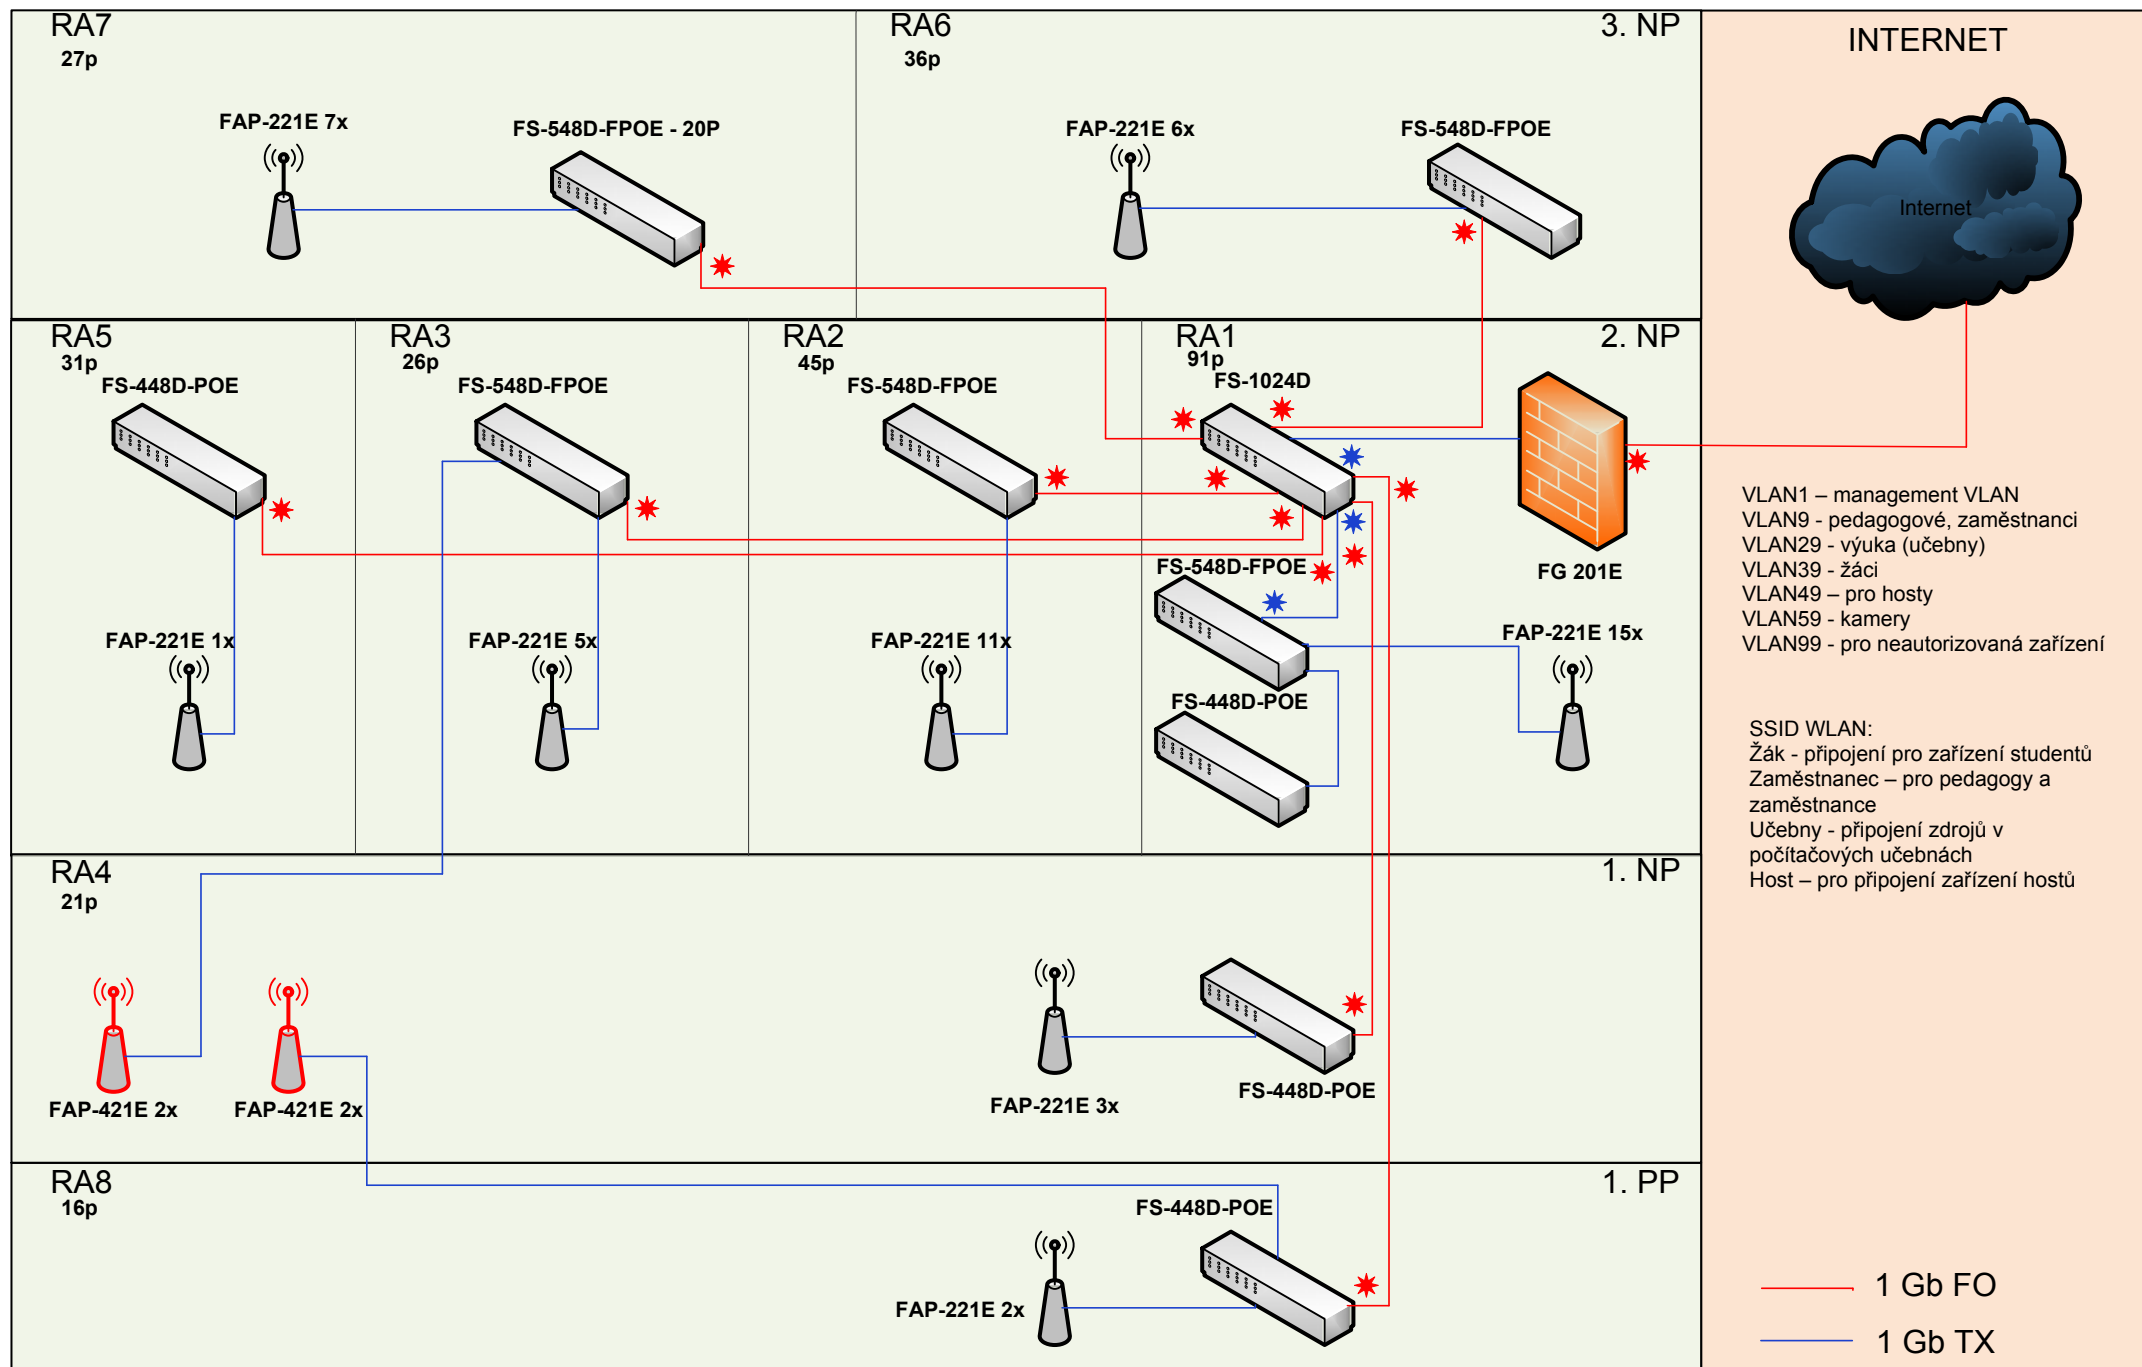 RA7
27p
FAP-221E 7x
FS-548D-FPOE - 20P
RA6
36p
3. NP
FAP-221E 6x
FS-548D-FPOE
INTERNET
Internet
RA5
31p
FS-448D-POE
FAP-221E 1x
RA3
26p
FS-548D-FPOE
FAP-221E 5x
RA2
45p
FS-548D-FPOE
FAP-221E 11x
RA1
91p
FS-1024D
2. NP
FG 201E
FS-548D-FPOE
FAP-221E 15x
FS-448D-POE
VLAN1 – management VLAN
VLAN9 - pedagogové, zaměstnanci
VLAN29 - výuka (učebny)
VLAN39 - žáci
VLAN49 – pro hosty
VLAN59 - kamery
VLAN99 - pro neautorizovaná zařízení
SSID WLAN:
Žák - připojení pro zařízení studentů
Zaměstnanec – pro pedagogy a
zaměstnance
Učebny - připojení zdrojů v
počítačových učebnách
Host – pro připojení zařízení hostů
RA4
21p
1. NP
FAP-421E 2x
FAP-421E 2x
FAP-221E 3x
FS-448D-POE
RA8
16p
1. PP
FS-448D-POE
FAP-221E 2x
1 Gb FO
1 Gb TX